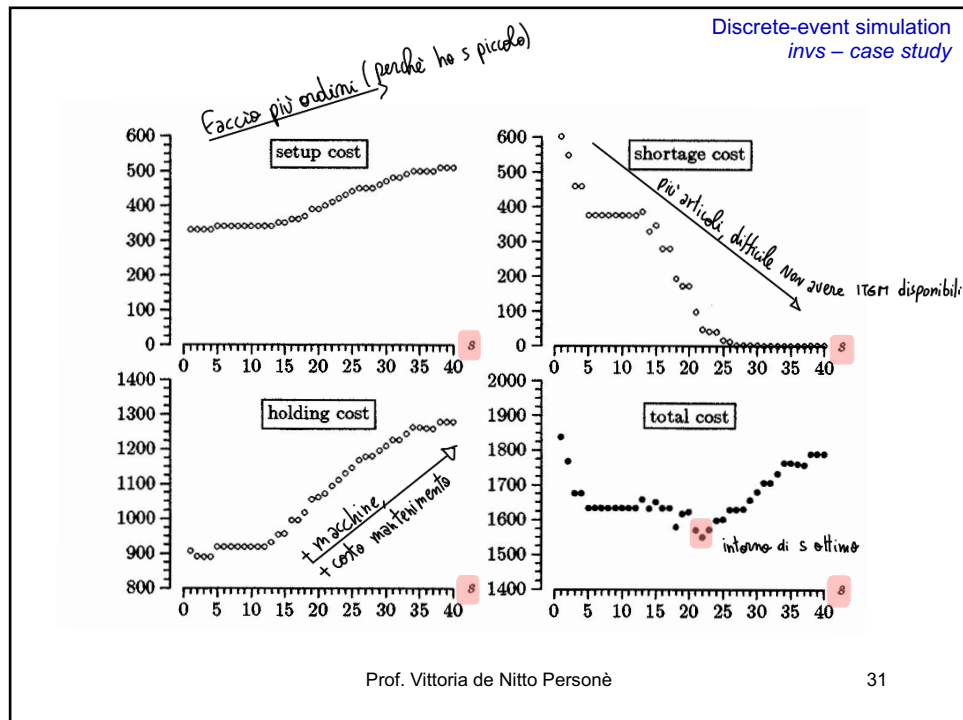 Discrete-event simulation
invs – case study
Faccio più ordini (perchè ho s piccolo)
600
500
400
300
200
100
0
setup cost
0 5 10 15 20 25 30 35 40 s
600
500
400
300
200
100
0
shortage cost
più articoli, difficile non avere ITEM disponibili
0 5 10 15 20 25 30 35 40 s
1400
1300
1200
1100
1000
900
800
holding cost
+ macchine,
+ costo mantenimento
0 5 10 15 20 25 30 35 40 s
2000
1900
1800
1700
1600
1500
1400
total cost
intorno di s ottimo
0 5 10 15 20 25 30 35 40 s
Prof. Vittoria de Nitto Personè 31